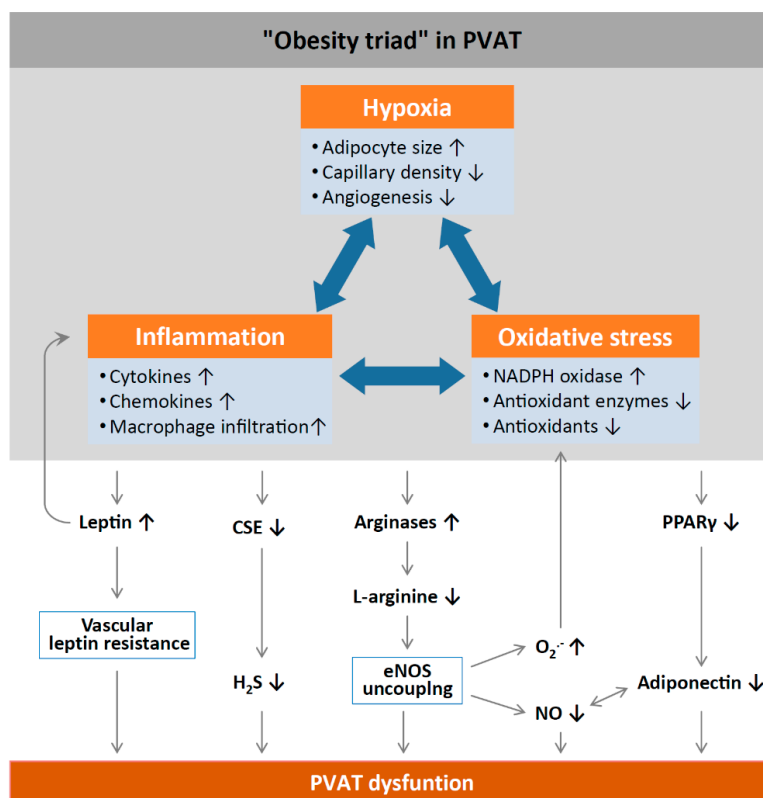 "Obesity triad" in PVAT
Hypoxia
• Adipocyte size ↑
• Capillary density ↓
• Angiogenesis ↓
Inflammation
• Cytokines ↑
• Chemokines ↑
• Macrophage infiltration ↑
Oxidative stress
• NADPH oxidase ↑
• Antioxidant enzymes ↓
• Antioxidants ↓
Leptin ↑
CSE ↓
Arginases ↑
PPARγ ↓
L-arginine ↓
Vascular
leptin resistance
H₂S ↓
eNOS
uncouplng
O₂·⁻ ↑
NO ↓
Adiponectin ↓
PVAT dysfuntion